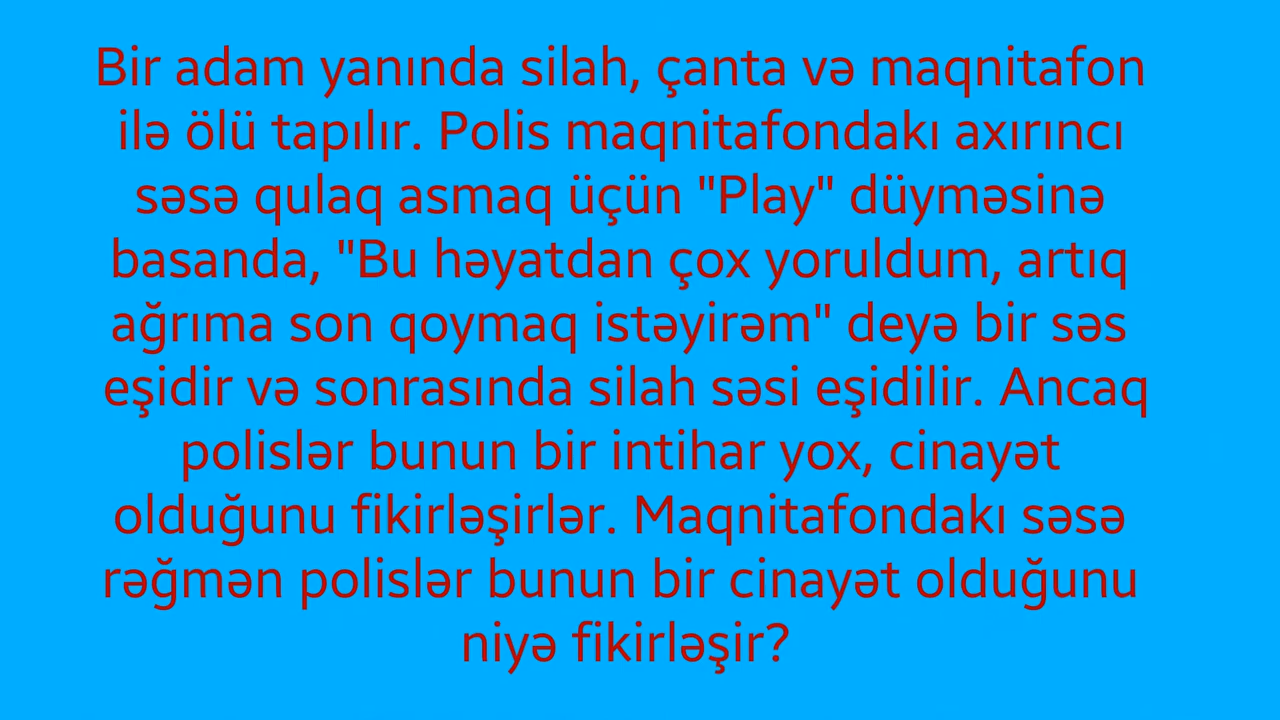 Bir adam yanında silah, çanta və maqnitafon
ilə ölü tapılır. Polis maqnitafondakı axırıncı
səsə qulaq asmaq üçün "Play" düyməsinə
basanda, "Bu həyatdan çox yoruldum, artıq
ağrıma son qoymaq istəyirəm" deyə bir səs
eşidir və sonrasında silah səsi eşidilir. Ancaq
polislər bunun bir intihar yox, cinayət
olduğunu fikirləşirlər. Maqnitafondakı səsə
rəğmən polislər bunun bir cinayət olduğunu
niyə fikirləşir?